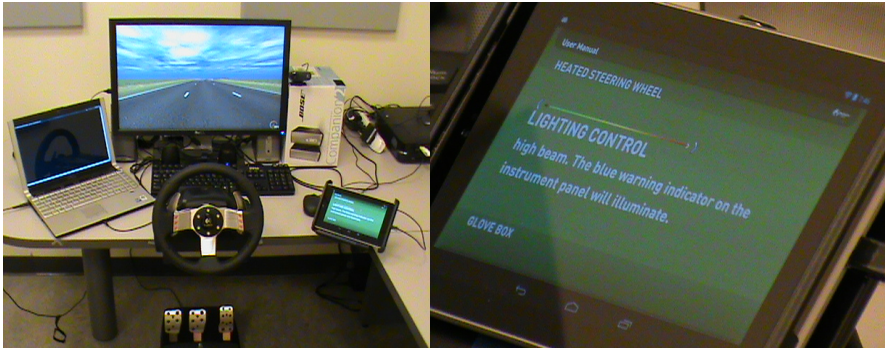 BOSE
companion 2
User Manual
HEATED STEERING WHEEL
LIGHTING CONTROL
high beam. The blue warning indicator on the
instrument panel will illuminate.
GLOVE BOX